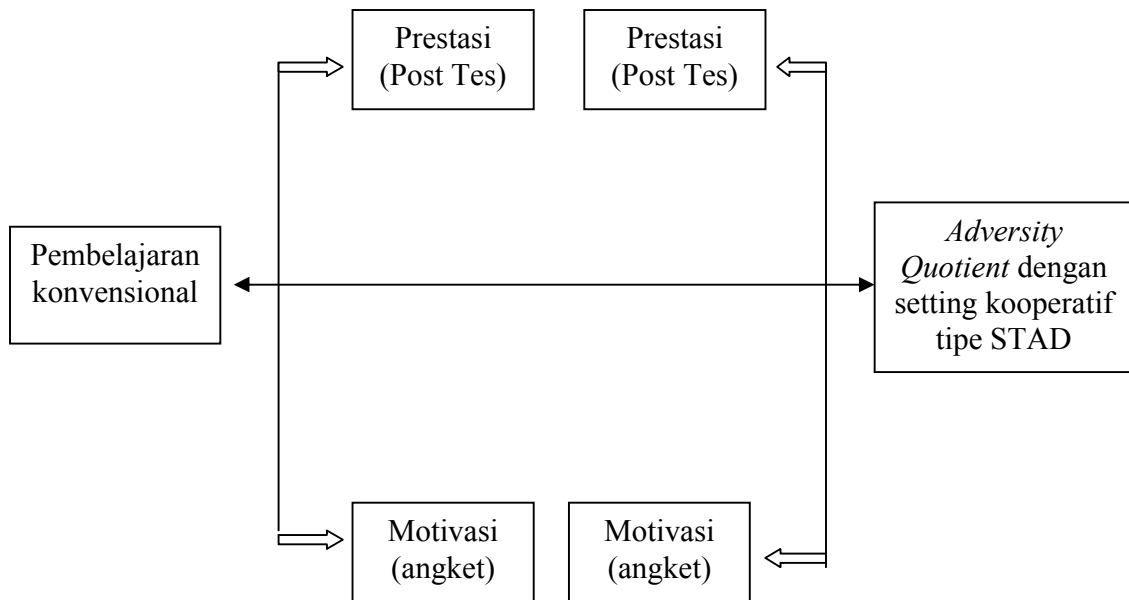 Prestasi
(Post Tes)
Prestasi
(Post Tes)
Pembelajaran
konvensional
Adversity
Quotient dengan
setting kooperatif
tipe STAD
Motivasi
(angket)
Motivasi
(angket)